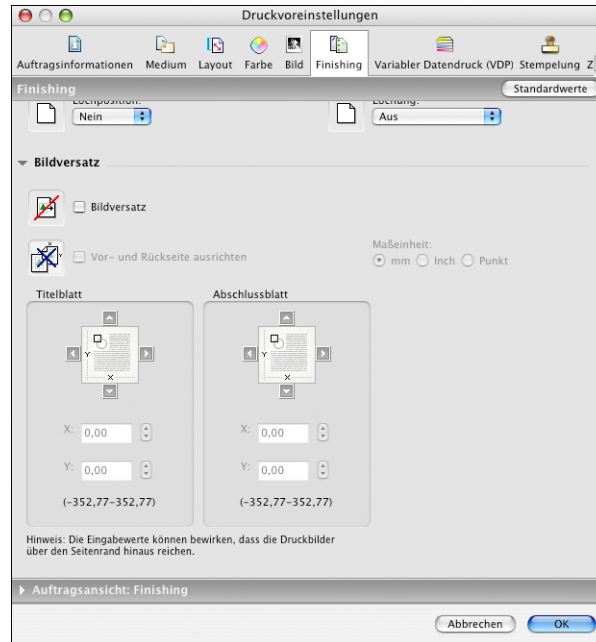 Druckvoreinstellungen
Auftragsinformationen Medium Layout Farbe Bild Finishing Variabler Datendruck (VDP) Stempelung Z
Finishing Standardwerte
Lochposition: Lochung:
Nein Aus
Bildversatz
Bildversatz
Vor- und Rückseite ausrichten
Maßeinheit:
mm Inch Punkt
Titelblatt Abschlussblatt
Y Y
X X
X: 0,00 X: 0,00
Y: 0,00 Y: 0,00
(-352,77-352,77) (-352,77-352,77)
Hinweis: Die Eingabewerte können bewirken, dass die Druckbilder
über den Seitenrand hinaus reichen.
Auftragsansicht: Finishing
Abbrechen OK